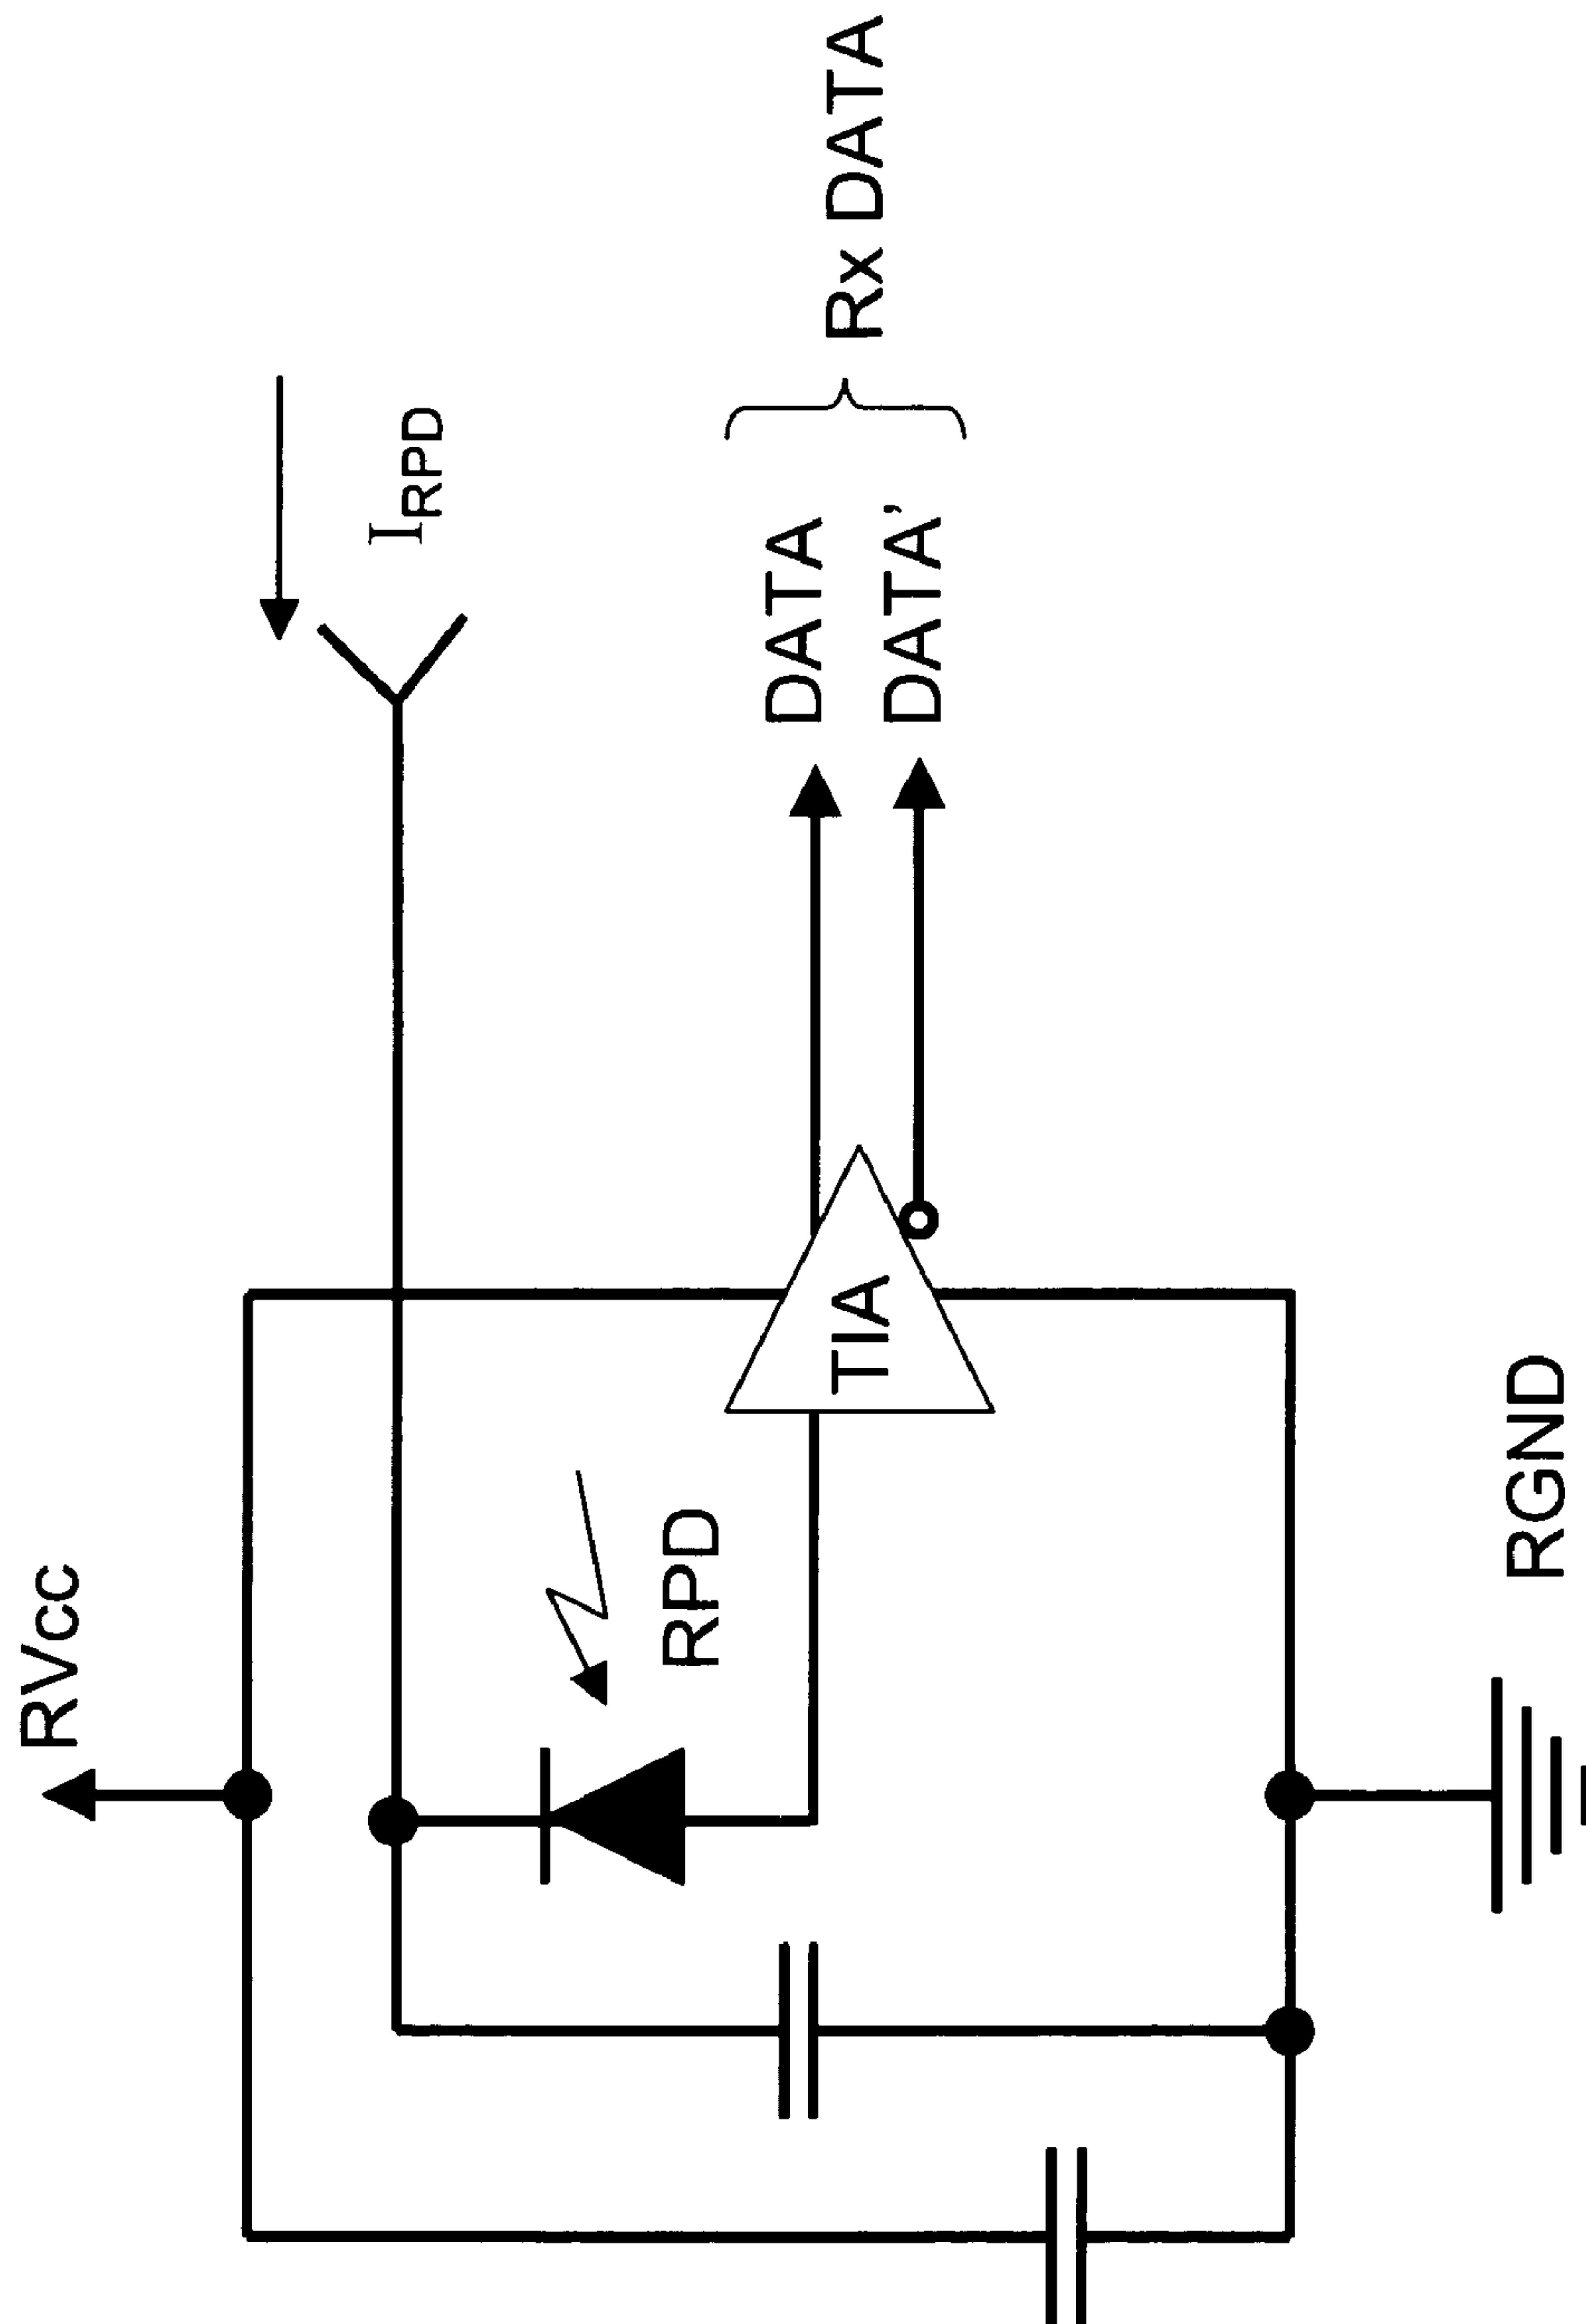 RVcc
I_RPD
RPD
TIA
DATA
DATA'
Rx DATA
RGND